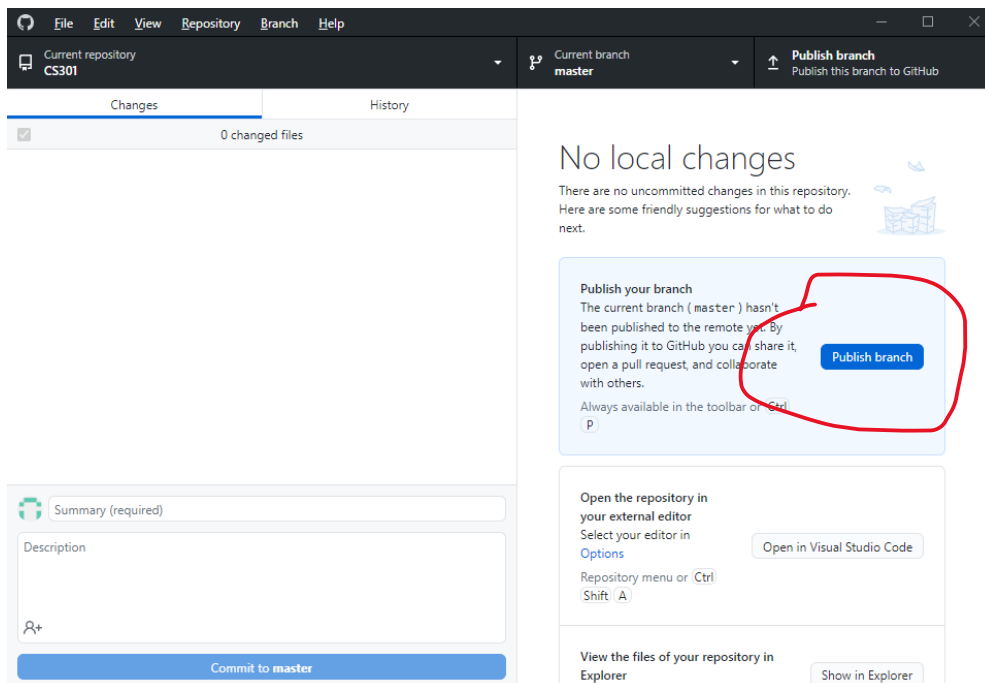 File Edit View Repository Branch Help
Current repository
CS301
Current branch
master
Publish branch
Publish this branch to GitHub
Changes History
0 changed files
No local changes
There are no uncommitted changes in this repository.
Here are some friendly suggestions for what to do
next.
Publish your branch
The current branch (master) hasn't
been published to the remote yet. By
publishing it to GitHub you can share it,
open a pull request, and collaborate
with others.
Always available in the toolbar or Ctrl
P
Publish branch
Open the repository in
your external editor
Select your editor in
Options
Repository menu or Ctrl
Shift A
Open in Visual Studio Code
View the files of your repository in
Explorer
Show in Explorer
Summary (required)
Description
Commit to master